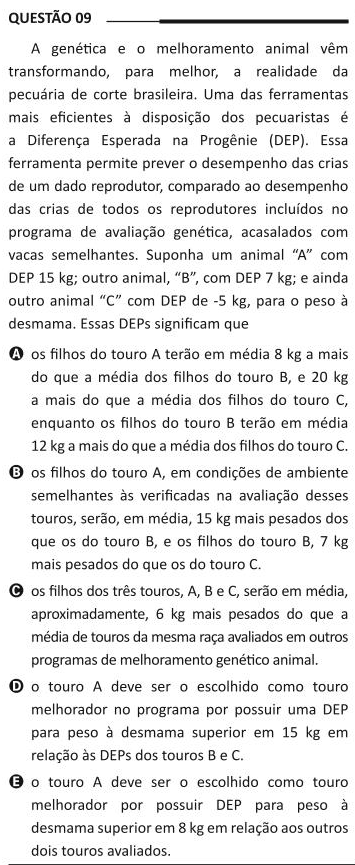 QUESTÃO 09
A genética e o melhoramento animal vêm
transformando, para melhor, a realidade da
pecuária de corte brasileira. Uma das ferramentas
mais eficientes à disposição dos pecuaristas é
a Diferença Esperada na Progênie (DEP). Essa
ferramenta permite prever o desempenho das crias
de um dado reprodutor, comparado ao desempenho
das crias de todos os reprodutores incluídos no
programa de avaliação genética, acasalados com
vacas semelhantes. Suponha um animal “A” com
DEP 15 kg; outro animal, “B”, com DEP 7 kg; e ainda
outro animal “C” com DEP de -5 kg, para o peso à
desmama. Essas DEPs significam que
A os filhos do touro A terão em média 8 kg a mais
do que a média dos filhos do touro B, e 20 kg
a mais do que a média dos filhos do touro C,
enquanto os filhos do touro B terão em média
12 kg a mais do que a média dos filhos do touro C.
B os filhos do touro A, em condições de ambiente
semelhantes às verificadas na avaliação desses
touros, serão, em média, 15 kg mais pesados dos
que os do touro B, e os filhos do touro B, 7 kg
mais pesados do que os do touro C.
C os filhos dos três touros, A, B e C, serão em média,
aproximadamente, 6 kg mais pesados do que a
média de touros da mesma raça avaliados em outros
programas de melhoramento genético animal.
D o touro A deve ser o escolhido como touro
melhorador no programa por possuir uma DEP
para peso à desmama superior em 15 kg em
relação às DEPs dos touros B e C.
E o touro A deve ser o escolhido como touro
melhorador por possuir DEP para peso à
desmama superior em 8 kg em relação aos outros
dois touros avaliados.